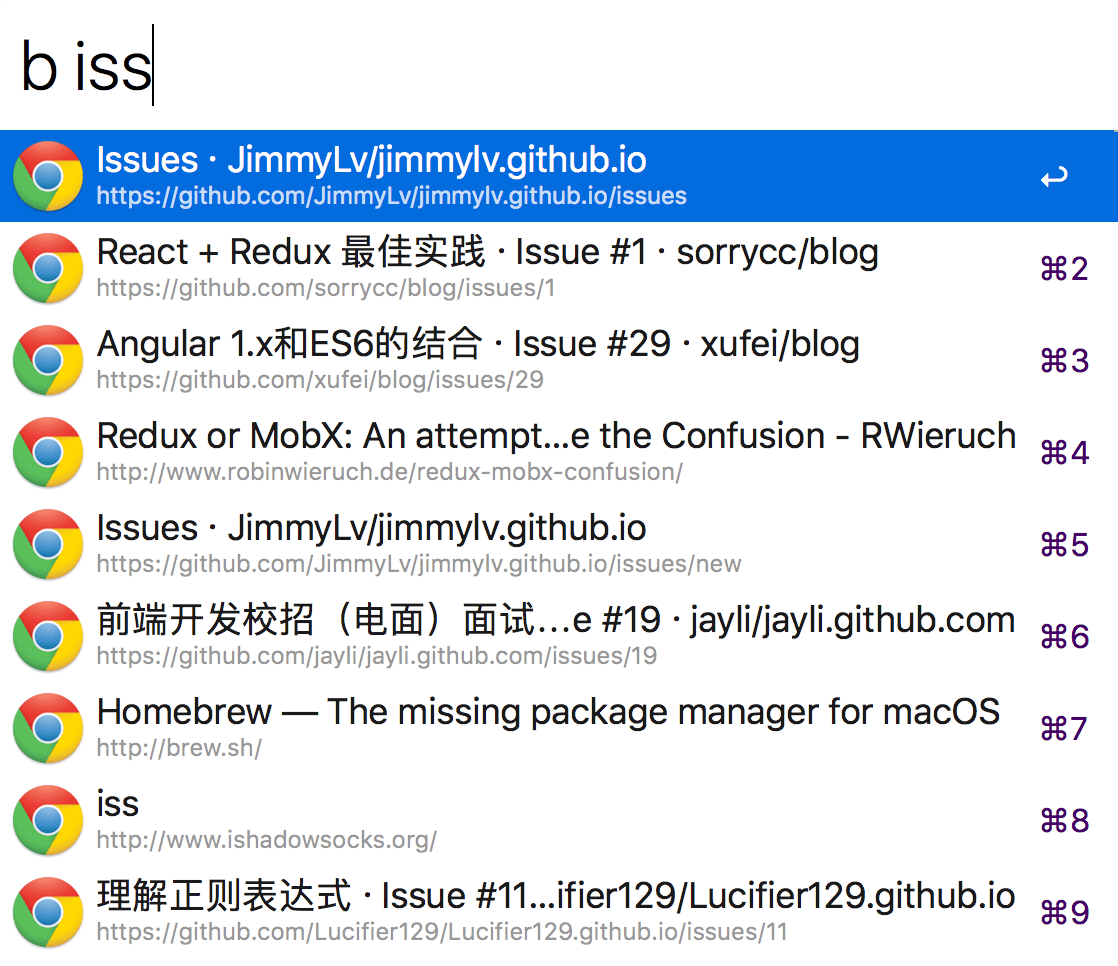 b iss
Issues · JimmyLv/jimmylv.github.io
https://github.com/JimmyLv/jimmylv.github.io/issues
React + Redux 最佳实践 · Issue #1 · sorrycc/blog
⌘2
https://github.com/sorrycc/blog/issues/1
Angular 1.x和ES6的结合 · Issue #29 · xufei/blog
⌘3
https://github.com/xufei/blog/issues/29
Redux or MobX: An attempt...e the Confusion - RWieruch
⌘4
http://www.robinwieruch.de/redux-mobx-confusion/
Issues · JimmyLv/jimmylv.github.io
⌘5
https://github.com/JimmyLv/jimmylv.github.io/issues/new
前端开发校招（电面）面试...e #19 · jayli/jayli.github.com
⌘6
https://github.com/jayli/jayli.github.com/issues/19
Homebrew — The missing package manager for macOS
⌘7
http://brew.sh/
iss
⌘8
http://www.ishadowsocks.org/
理解正则表达式 · Issue #11...ifier129/Lucifier129.github.io
⌘9
https://github.com/Lucifier129/Lucifier129.github.io/issues/11